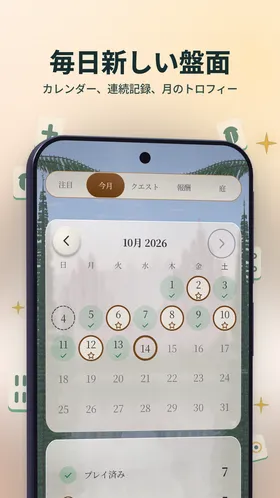 毎日新しい盤面
カレンダー、連続記録、月のトロフィー
注目 今月 クエスト 報酬 庭
10月 2026
日 月 火 水 木 金 土
1 2 3
4 5 6 7 8 9 10
11 12 13 14 15 16 17
18 19 20 21 22 23 24
25 26 27 28 29 30 31
プレイ済み 7